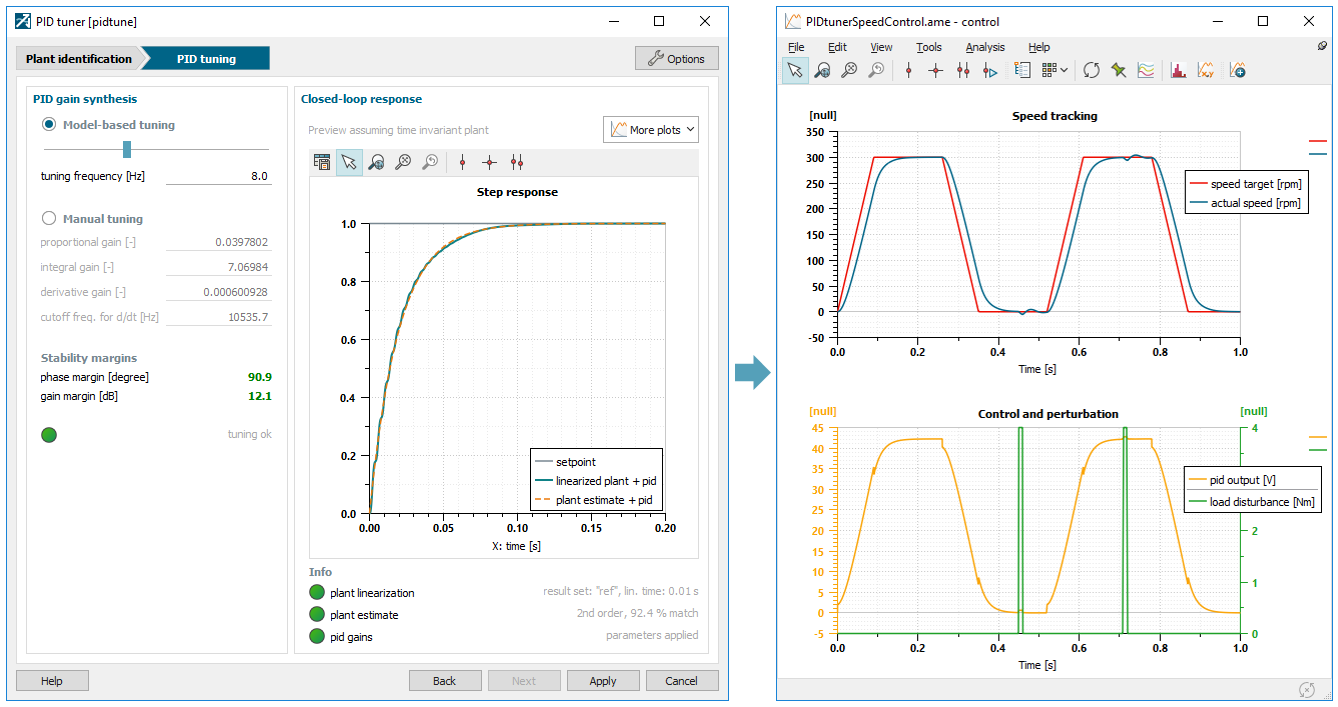 PID tuner [pidtune]
Plant identification
PID tuning
Options
PID gain synthesis
Model-based tuning
tuning frequency [Hz] 8.0
Manual tuning
proportional gain [-] 0.0397802
integral gain [-] 7.06984
derivative gain [-] 0.000600928
cutoff freq. for d/dt [Hz] 10535.7
Stability margins
phase margin [degree] 90.9
gain margin [dB] 12.1
tuning ok
Closed-loop response
Preview assuming time invariant plant
More plots
Step response
1.0
0.8
0.6
0.4
0.2
0.0
setpoint
linearized plant + pid
plant estimate + pid
0.00 0.05 0.10 0.15 0.20
X: time [s]
Info
plant linearization result set: "ref", lin. time: 0.01 s
plant estimate 2nd order, 92.4 % match
pid gains parameters applied
Help Back Next Apply Cancel
PIDtunerSpeedControl.ame - control
File Edit View Tools Analysis Help
[null]
Speed tracking
350
300
250
200
150
100
50
0
-50
speed target [rpm]
actual speed [rpm]
0.0 0.2 0.4 0.6 0.8 1.0
Time [s]
[null]
Control and perturbation
[null]
45
40
35
30
25
20
15
10
5
0
-5
pid output [V]
load disturbance [Nm]
4
2
1
0
0.0 0.2 0.4 0.6 0.8 1.0
Time [s]